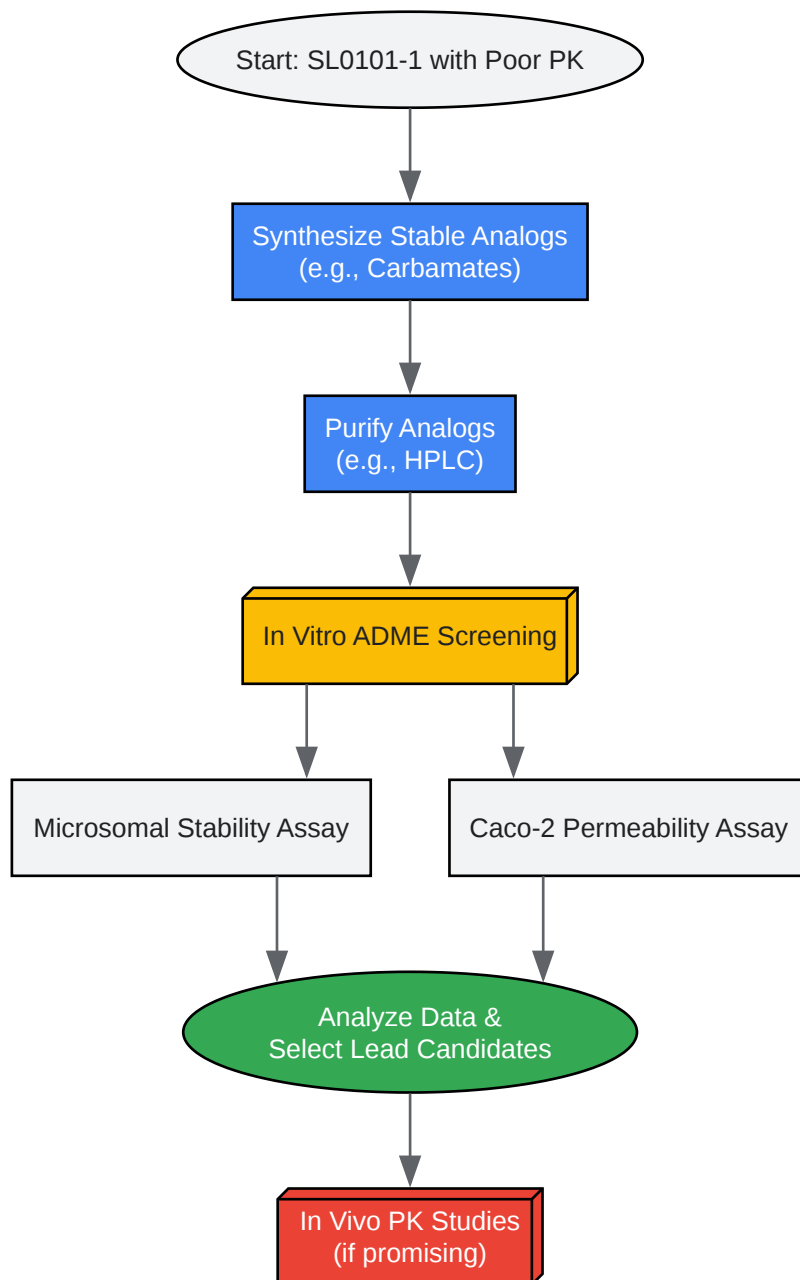 Start: SL0101-1 with Poor PK
Synthesize Stable Analogs
(e.g., Carbamates)
Purify Analogs
(e.g., HPLC)
In Vitro ADME Screening
Microsomal Stability Assay
Caco-2 Permeability Assay
Analyze Data &
Select Lead Candidates
In Vivo PK Studies
(if promising)